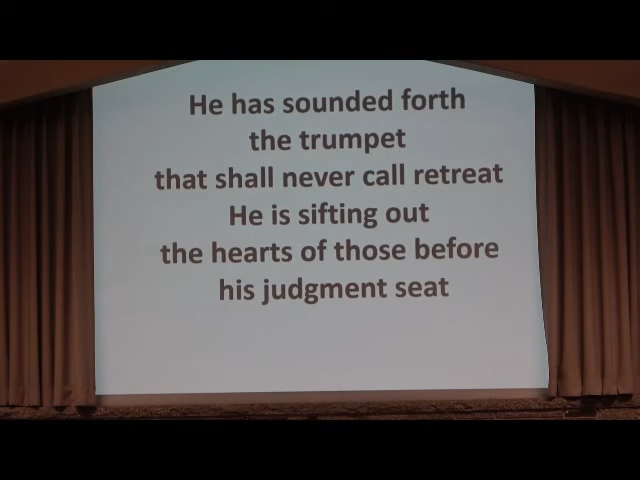 He has sounded forth
the trumpet
that shall never call retreat
He is sifting out
the hearts of those before
his judgment seat